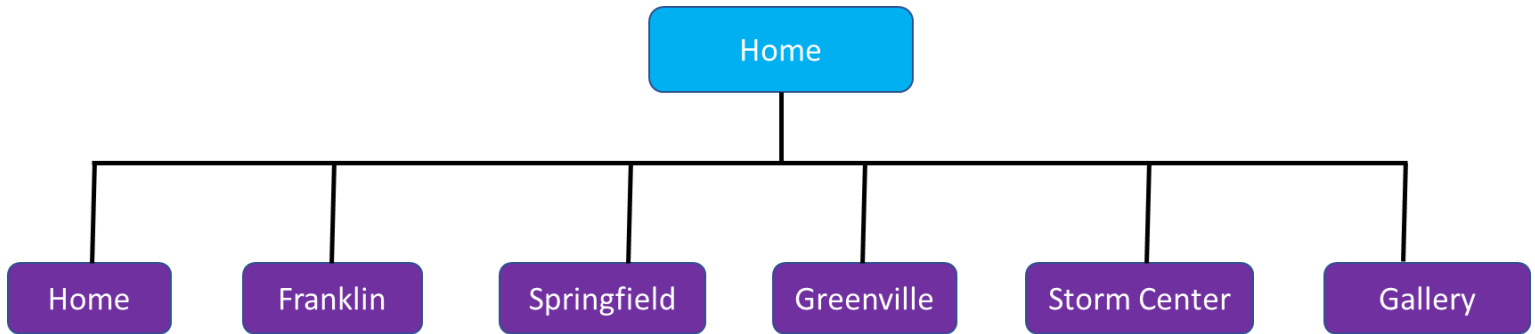 Home
Home
Franklin
Springfield
Greenville
Storm Center
Gallery